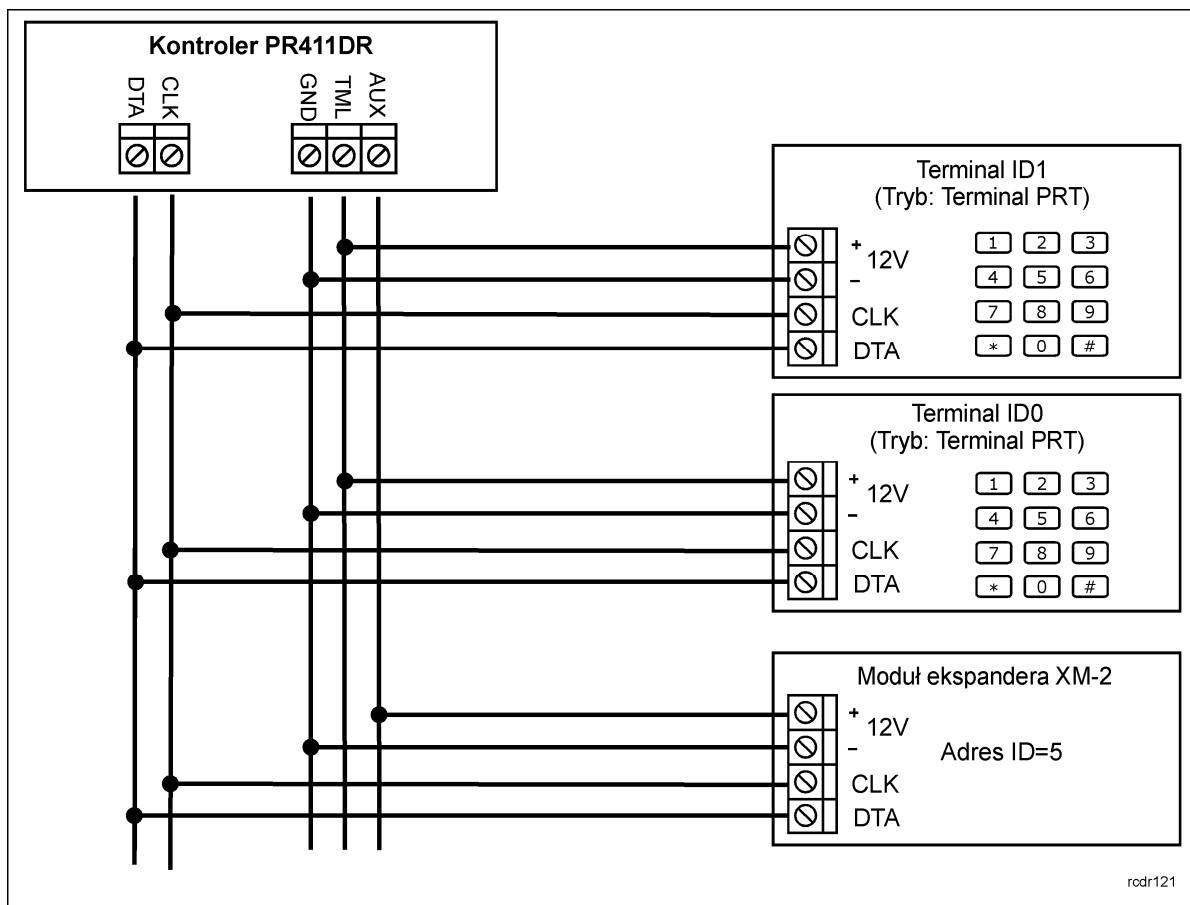 Kontroler PR411DR
DTA
CLK
GND
TML
AUX
Terminal ID1
(Tryb: Terminal PRT)
+
12V
–
CLK
DTA
1 2 3
4 5 6
7 8 9
* 0 #
Terminal ID0
(Tryb: Terminal PRT)
+
12V
–
CLK
DTA
1 2 3
4 5 6
7 8 9
* 0 #
Moduł ekspandera XM-2
+
12V
–
CLK
DTA
Adres ID=5
rcdr121